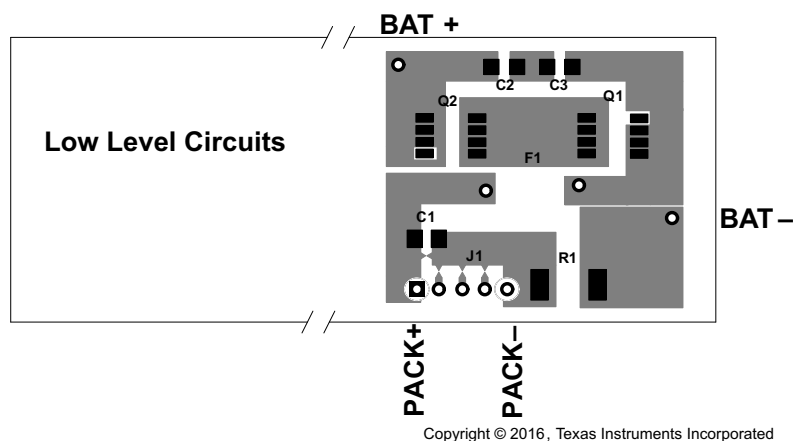 BAT +
C2
C3
Q2
Q1
Low Level Circuits
F1
BAT –
C1
J1
R1
PACK+
PACK–
Copyright © 2016, Texas Instruments Incorporated